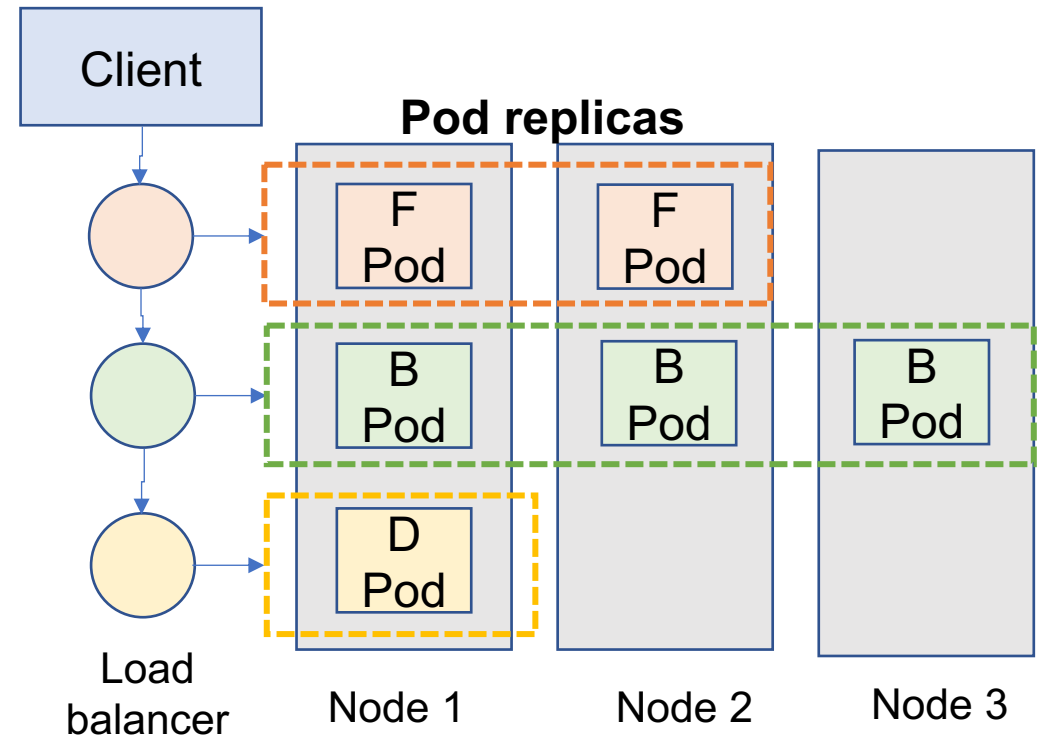 Client
Pod replicas
F
Pod
F
Pod
B
Pod
B
Pod
B
Pod
D
Pod
Load
balancer
Node 1
Node 2
Node 3